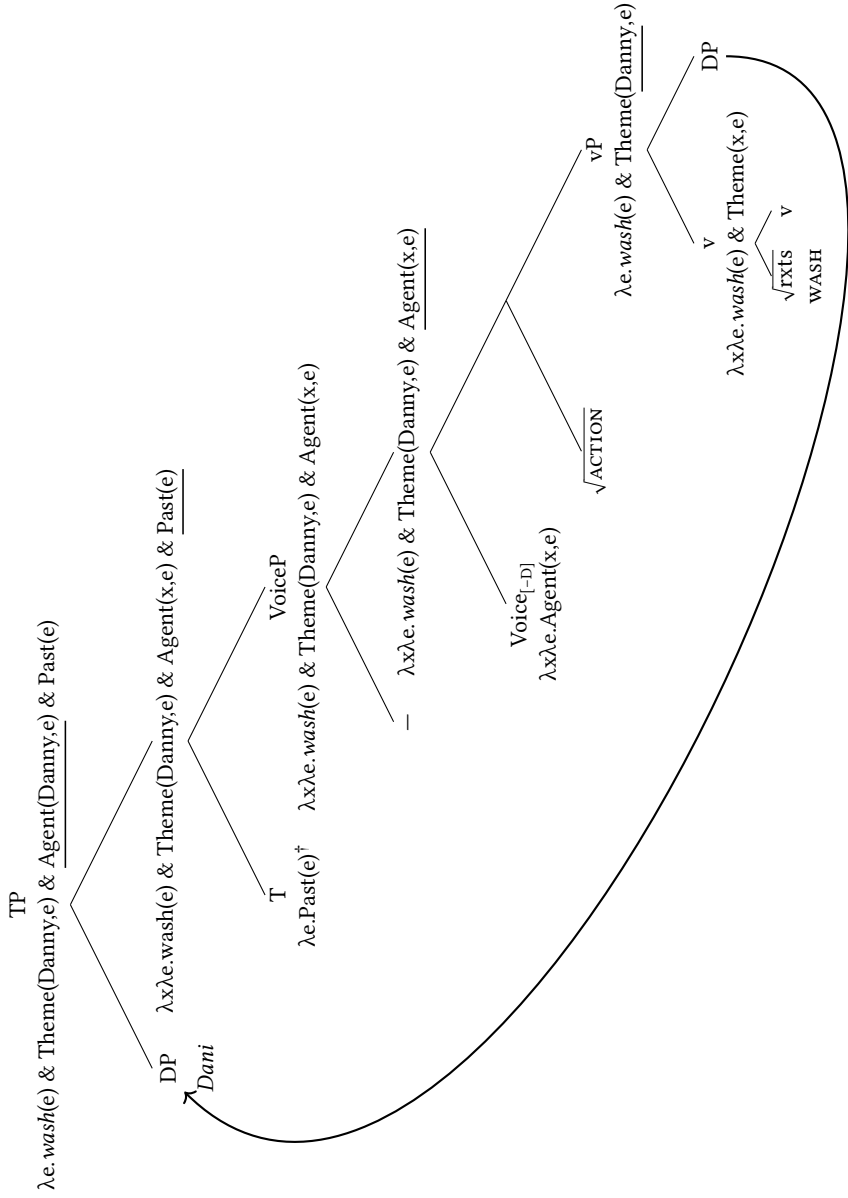 TP
λe.wash(e) & Theme(Danny,e) & Agent(Danny,e) & Past(e)
DP
Dani
λxλe.wash(e) & Theme(Danny,e) & Agent(x,e) & Past(e)
T
λe.Past(e)†
VoiceP
λxλe.wash(e) & Theme(Danny,e) & Agent(x,e)
–
λxλe.wash(e) & Theme(Danny,e) & Agent(x,e)
Voice[–D]
λxλe.Agent(x,e)
√ACTION
vP
λe.wash(e) & Theme(Danny,e)
v
λxλe.wash(e) & Theme(x,e)
√rxts
WASH
v
DP